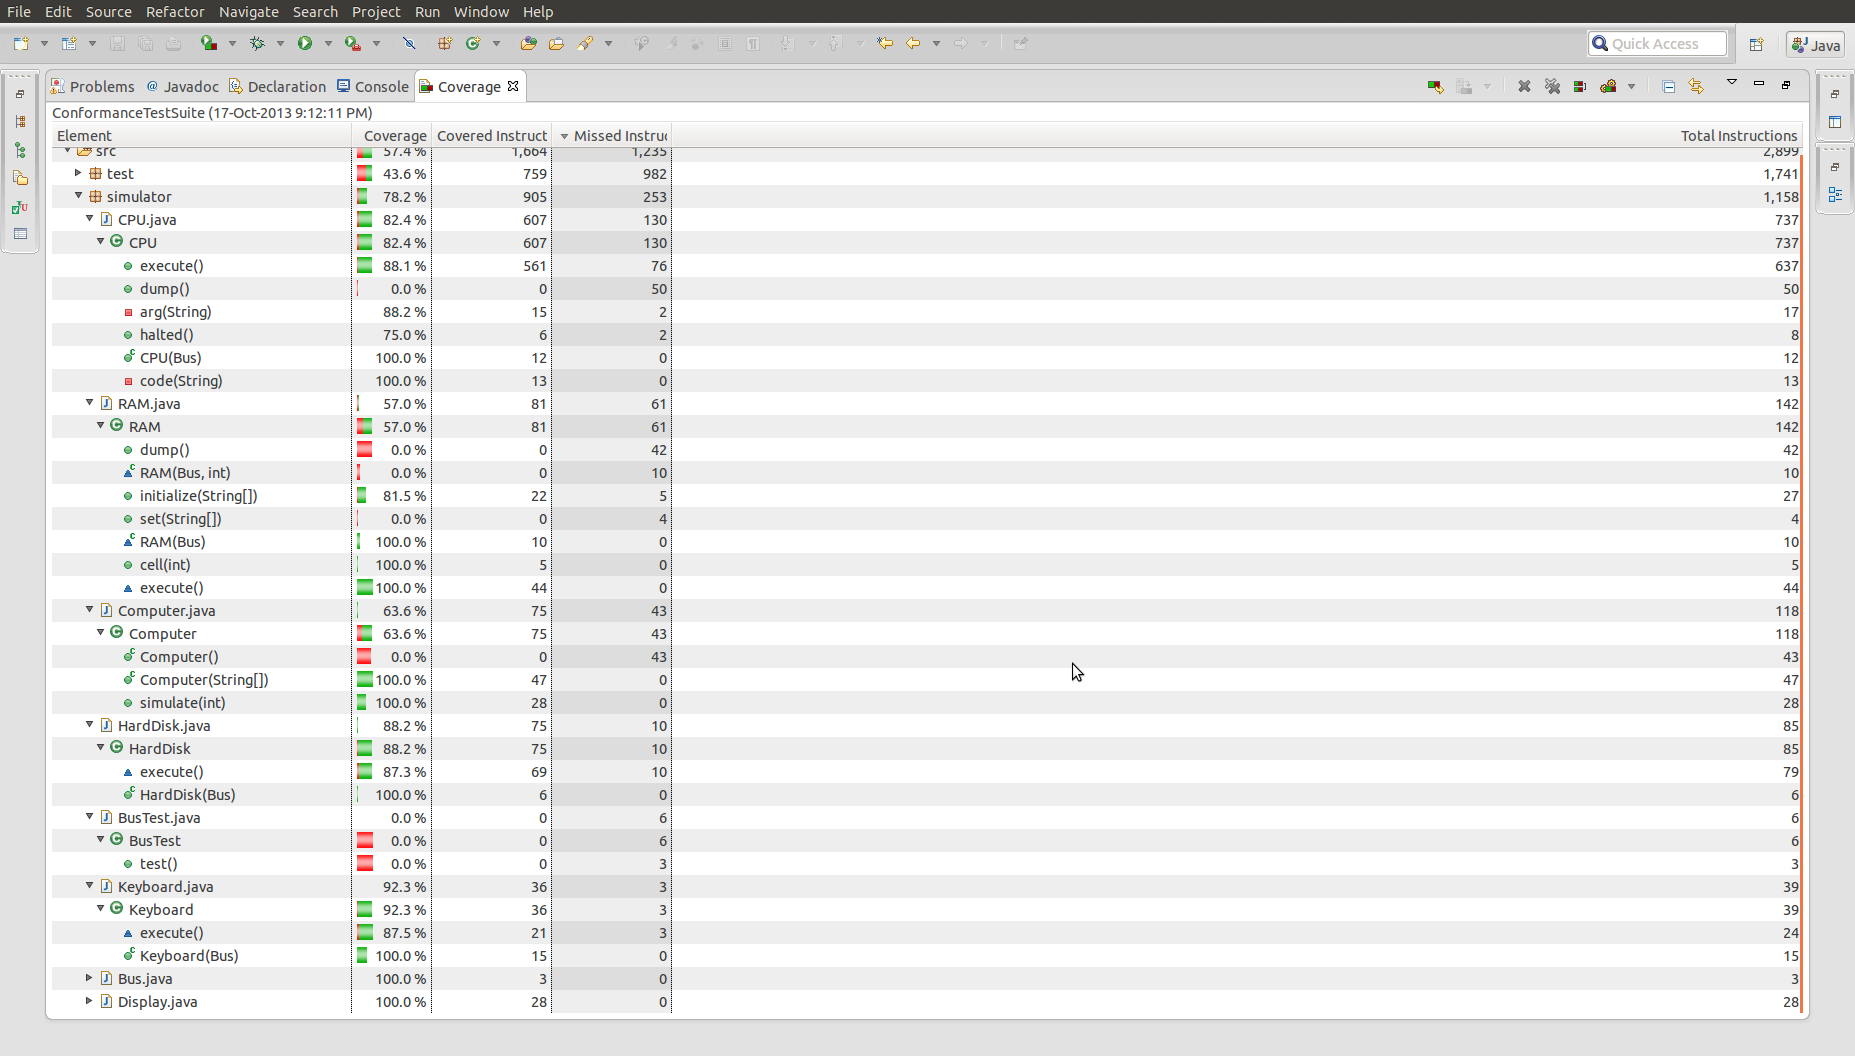 File Edit Source Refactor Navigate Search Project Run Window Help
Quick Access Java
Problems @ Javadoc Declaration Console Coverage
ConformanceTestSuite (17-Oct-2013 9:12:11 PM)
Element Coverage Covered Instruct Missed Instruc Total Instructions
src 57.4 % 1,664 1,235 2,899
test 43.6 % 759 982 1,741
simulator 78.2 % 905 253 1,158
CPU.java 82.4 % 607 130 737
CPU 82.4 % 607 130 737
execute() 88.1 % 561 76 637
dump() 0.0 % 0 50 50
arg(String) 88.2 % 15 2 17
halted() 75.0 % 6 2 8
CPU(Bus) 100.0 % 12 0 12
code(String) 100.0 % 13 0 13
RAM.java 57.0 % 81 61 142
RAM 57.0 % 81 61 142
dump() 0.0 % 0 42 42
RAM(Bus, int) 0.0 % 0 10 10
initialize(String[]) 81.5 % 22 5 27
set(String[]) 0.0 % 0 4 4
RAM(Bus) 100.0 % 10 0 10
cell(int) 100.0 % 5 0 5
execute() 100.0 % 44 0 44
Computer.java 63.6 % 75 43 118
Computer 63.6 % 75 43 118
Computer() 0.0 % 0 43 43
Computer(String[]) 100.0 % 47 0 47
simulate(int) 100.0 % 28 0 28
HardDisk.java 88.2 % 75 10 85
HardDisk 88.2 % 75 10 85
execute() 87.3 % 69 10 79
HardDisk(Bus) 100.0 % 6 0 6
BusTest.java 0.0 % 0 6 6
BusTest 0.0 % 0 6 6
test() 0.0 % 0 3 3
Keyboard.java 92.3 % 36 3 39
Keyboard 92.3 % 36 3 39
execute() 87.5 % 21 3 24
Keyboard(Bus) 100.0 % 15 0 15
Bus.java 100.0 % 3 0 3
Display.java 100.0 % 28 0 28